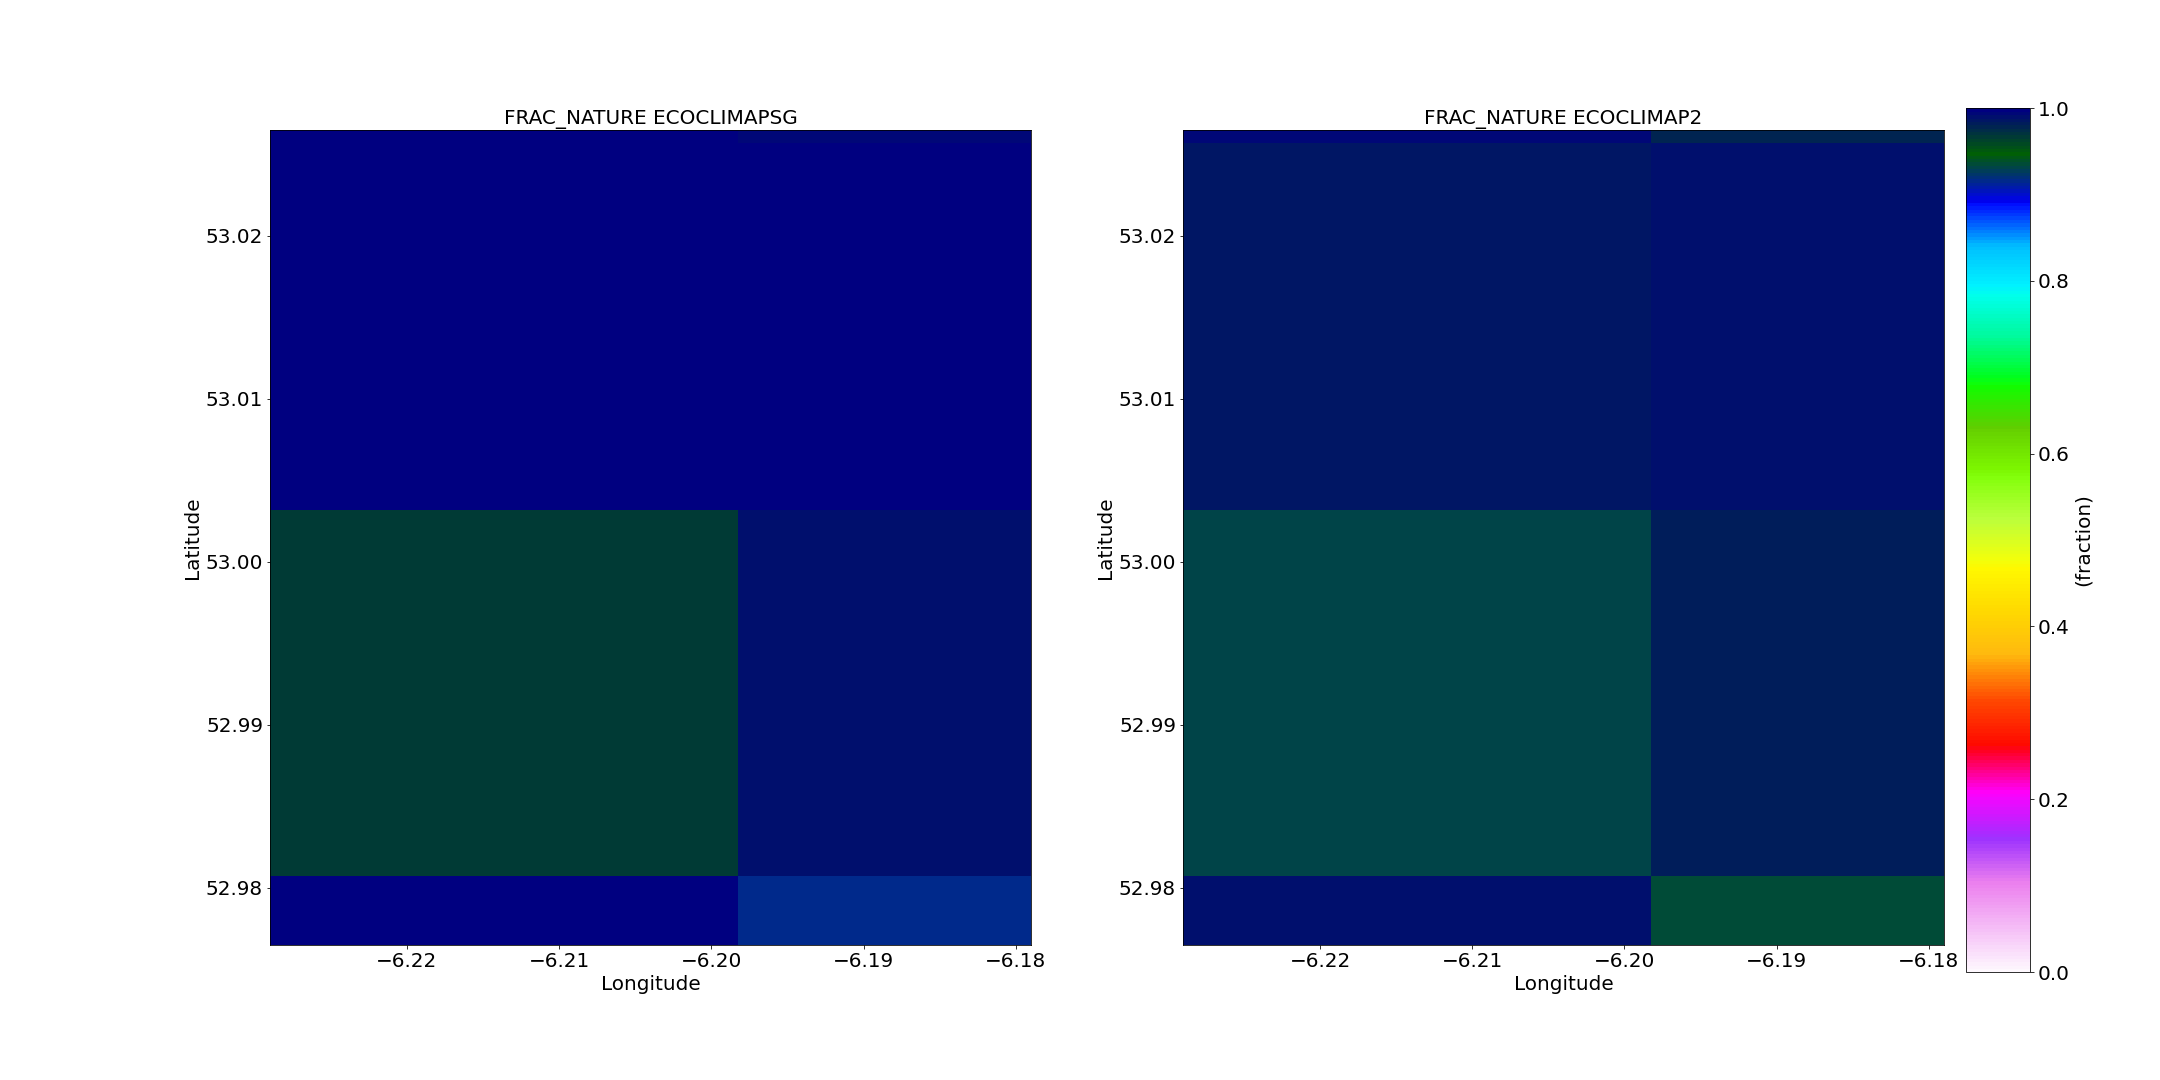 FRAC_NATURE ECOCLIMAPSG
53.02
53.01
53.00
52.99
52.98
Latitude
−6.22 −6.21 −6.20 −6.19 −6.18
Longitude
FRAC_NATURE ECOCLIMAP2
53.02
53.01
53.00
52.99
52.98
Latitude
−6.22 −6.21 −6.20 −6.19 −6.18
Longitude
1.0
0.8
0.6
0.4
0.2
0.0
(fraction)